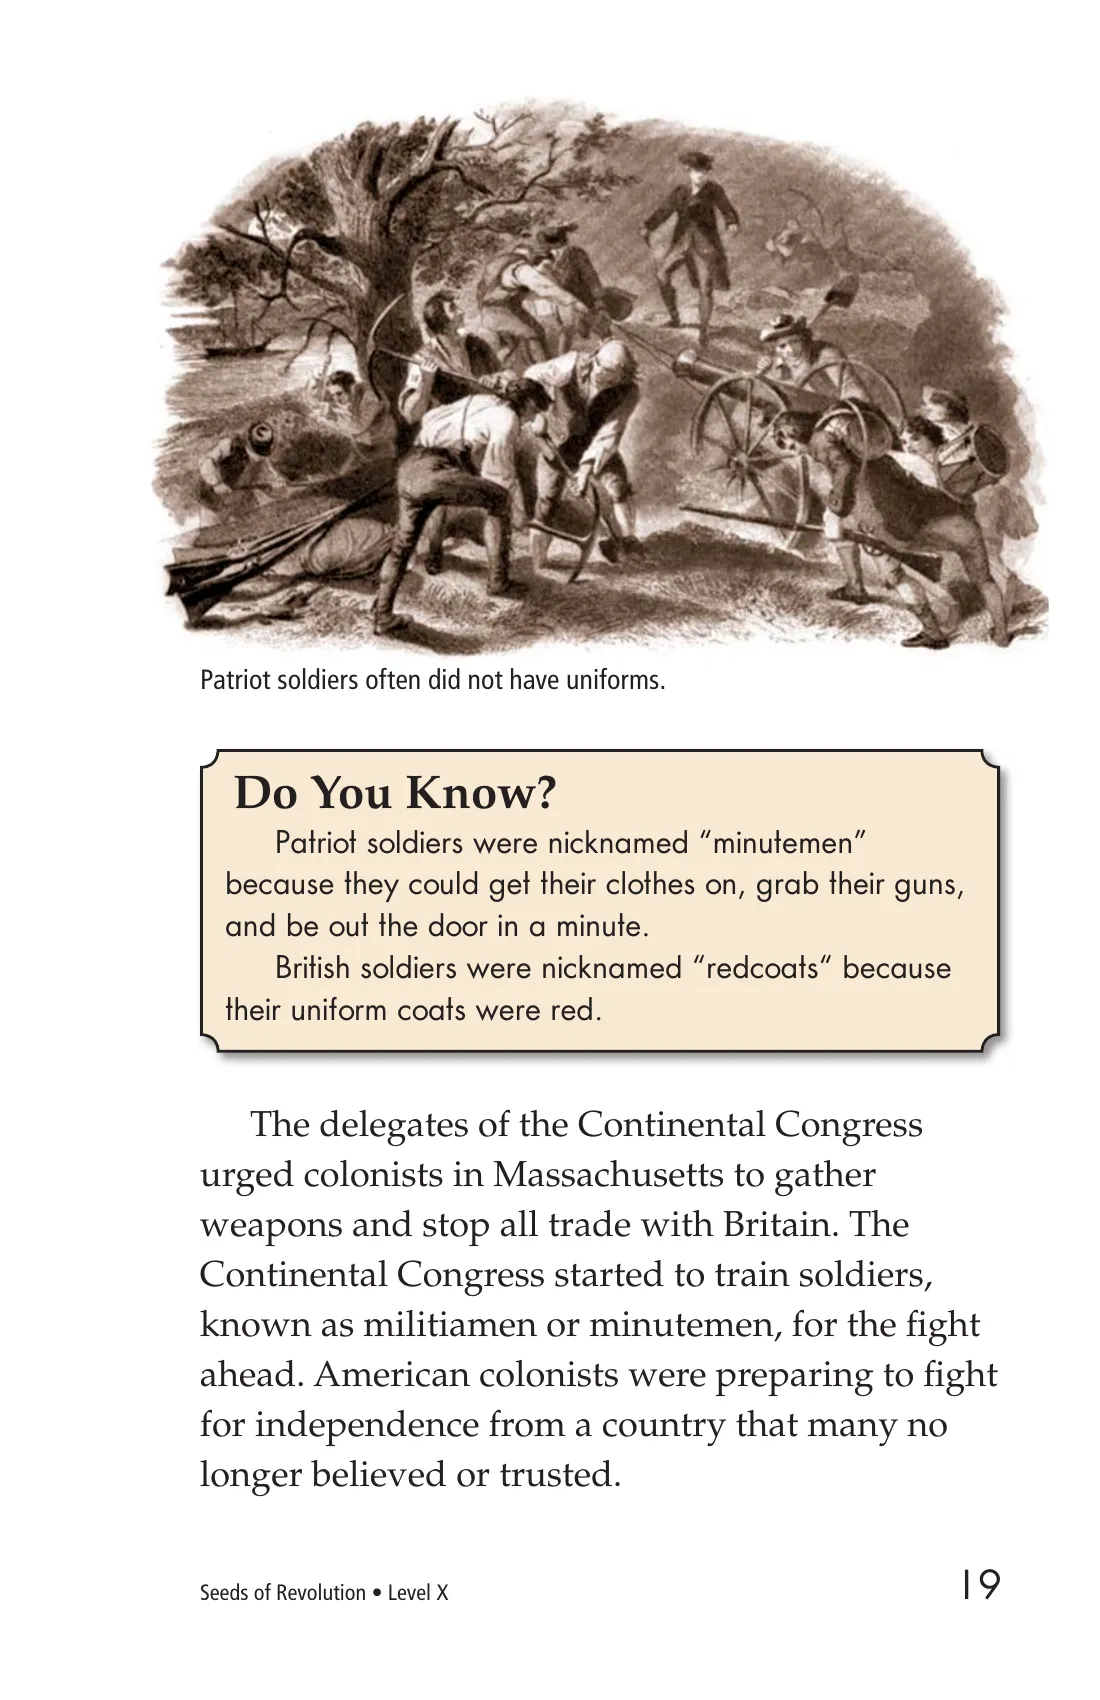 Patriot soldiers often did not have uniforms.
Do You Know?
Patriot soldiers were nicknamed “minutemen”
because they could get their clothes on, grab their guns,
and be out the door in a minute.
British soldiers were nicknamed “redcoats“ because
their uniform coats were red.
The delegates of the Continental Congress
urged colonists in Massachusetts to gather
weapons and stop all trade with Britain. The
Continental Congress started to train soldiers,
known as militiamen or minutemen, for the fight
ahead. American colonists were preparing to fight
for independence from a country that many no
longer believed or trusted.
Seeds of Revolution • Level X
19